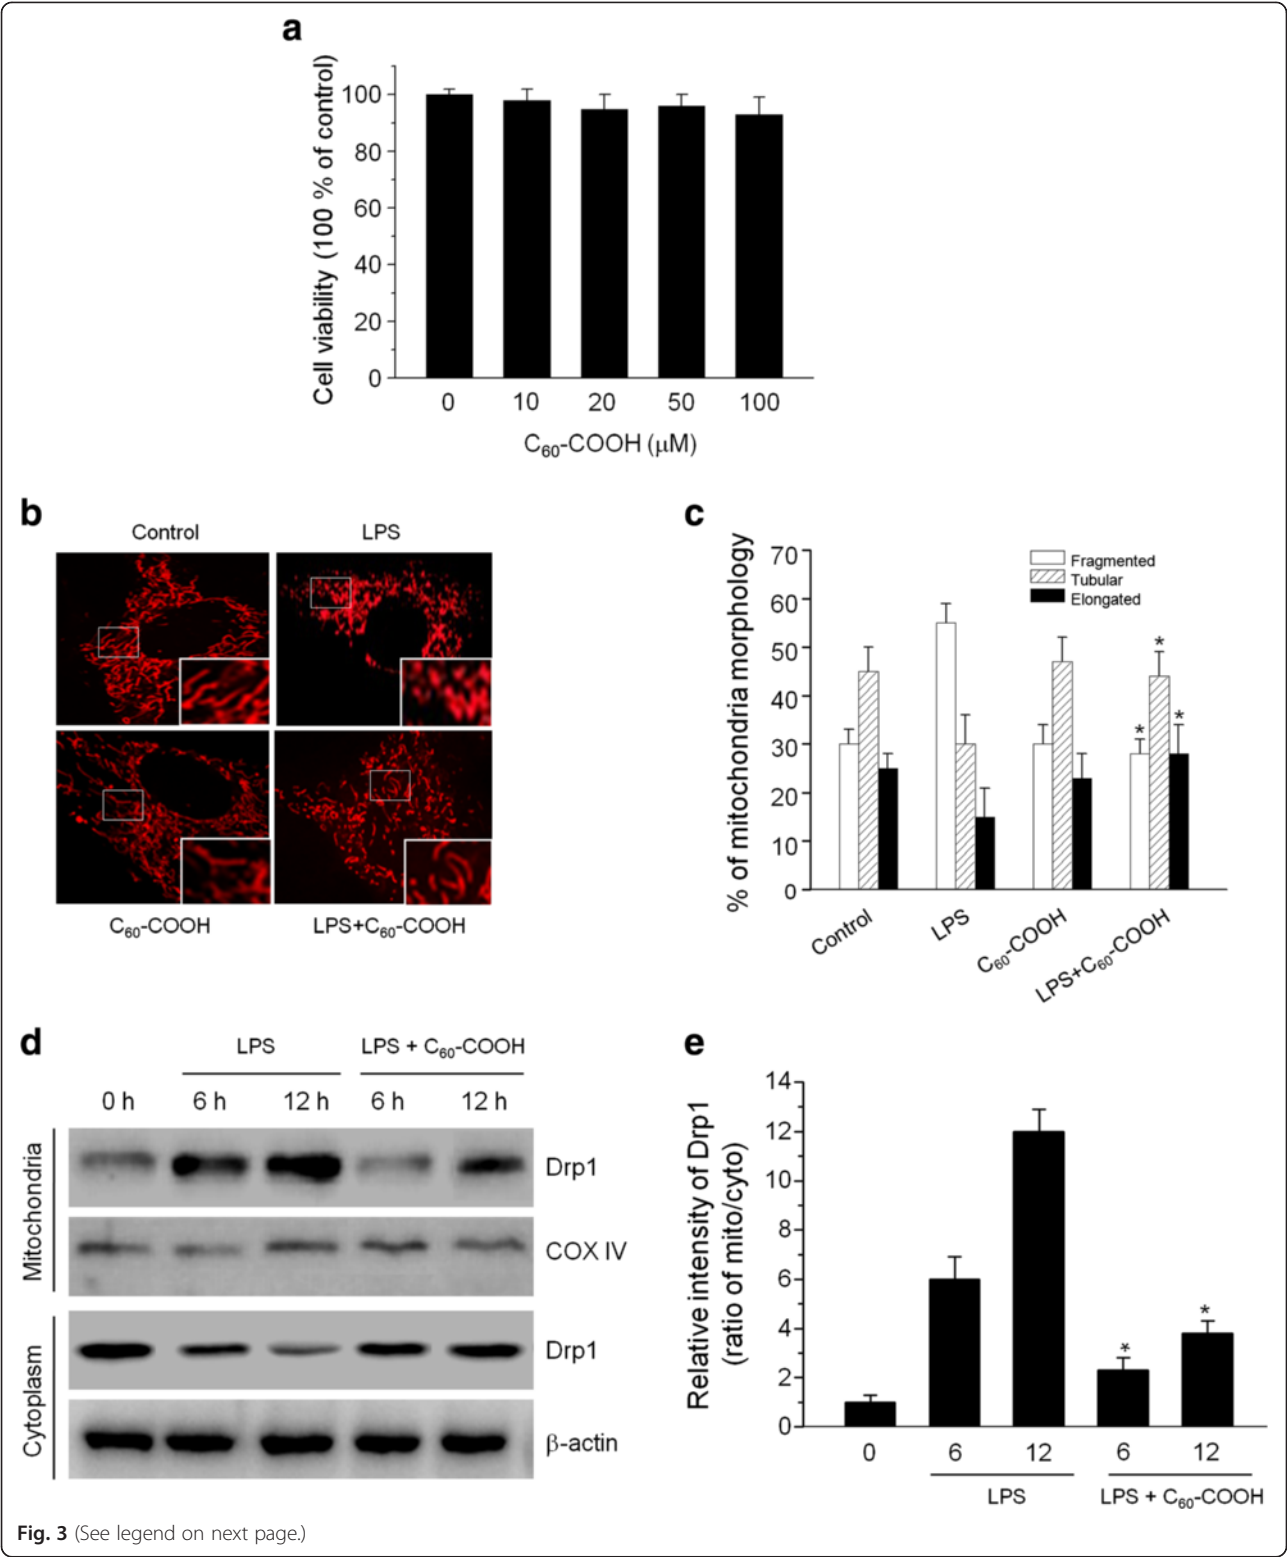 a
Cell viability (100 % of control)
100
80
60
40
20
0
0 10 20 50 100
C60-COOH (μM)
b
Control LPS
C60-COOH LPS+C60-COOH
c
% of mitochondria morphology
70
60
50
40
30
20
10
0
Fragmented
Tubular
Elongated
*
*
*
Control LPS C60-COOH LPS+C60-COOH
d
LPS LPS + C60-COOH
0 h 6 h 12 h 6 h 12 h
Mitochondria
Drp1
COX IV
Cytoplasm
Drp1
β-actin
e
Relative intensity of Drp1
(ratio of mito/cyto)
14
12
10
8
6
4
2
0
*
*
0 6 12 6 12
LPS LPS + C60-COOH
Fig. 3 (See legend on next page.)